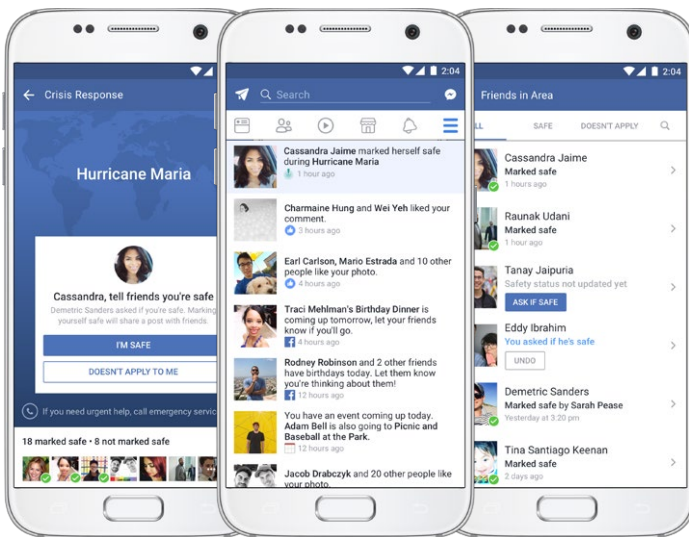 Crisis Response
Hurricane Maria
Cassandra, tell friends you're safe
Demetric Sanders asked if you're safe. Marking
yourself safe will share a post with friends.
I'M SAFE
DOESN'T APPLY TO ME
If you need urgent help, call emergency
18 marked safe • 8 not marked safe
2:04
Search
Cassandra Jaime marked herself safe
during Hurricane Maria
1 hour ago
Charmaine Hung and Wei Yeh liked your
comment.
3 hours ago
Earl Carlson, Mario Estrada and 10 other
people like your photo.
4 hours ago
Traci Mehlman's Birthday Dinner is
coming up tomorrow, let your friends
know if you'll go.
4 hours ago
Rodney Robinson and 2 other friends
have birthdays today. Let them know
you're thinking about them!
12 hours ago
You have an event coming up today.
Adam Bell is also going to Picnic and
Baseball at the Park.
12 hours ago
Jacob Drabczyk and 20 other people like
your photo.
2:04
Friends in Area
SAFE
DOESN'T APPLY
Cassandra Jaime
Marked safe
1 hours ago
Raunak Udani
Marked safe
1 hour ago
Tanay Jaipuria
Safety status not updated yet
ASK IF SAFE
Eddy Ibrahim
You asked if he's safe
UNDO
Demetric Sanders
Marked safe by Sarah Pease
Yesterday at 3:20 pm
Tina Santiago Keenan
Marked safe
2 days ago